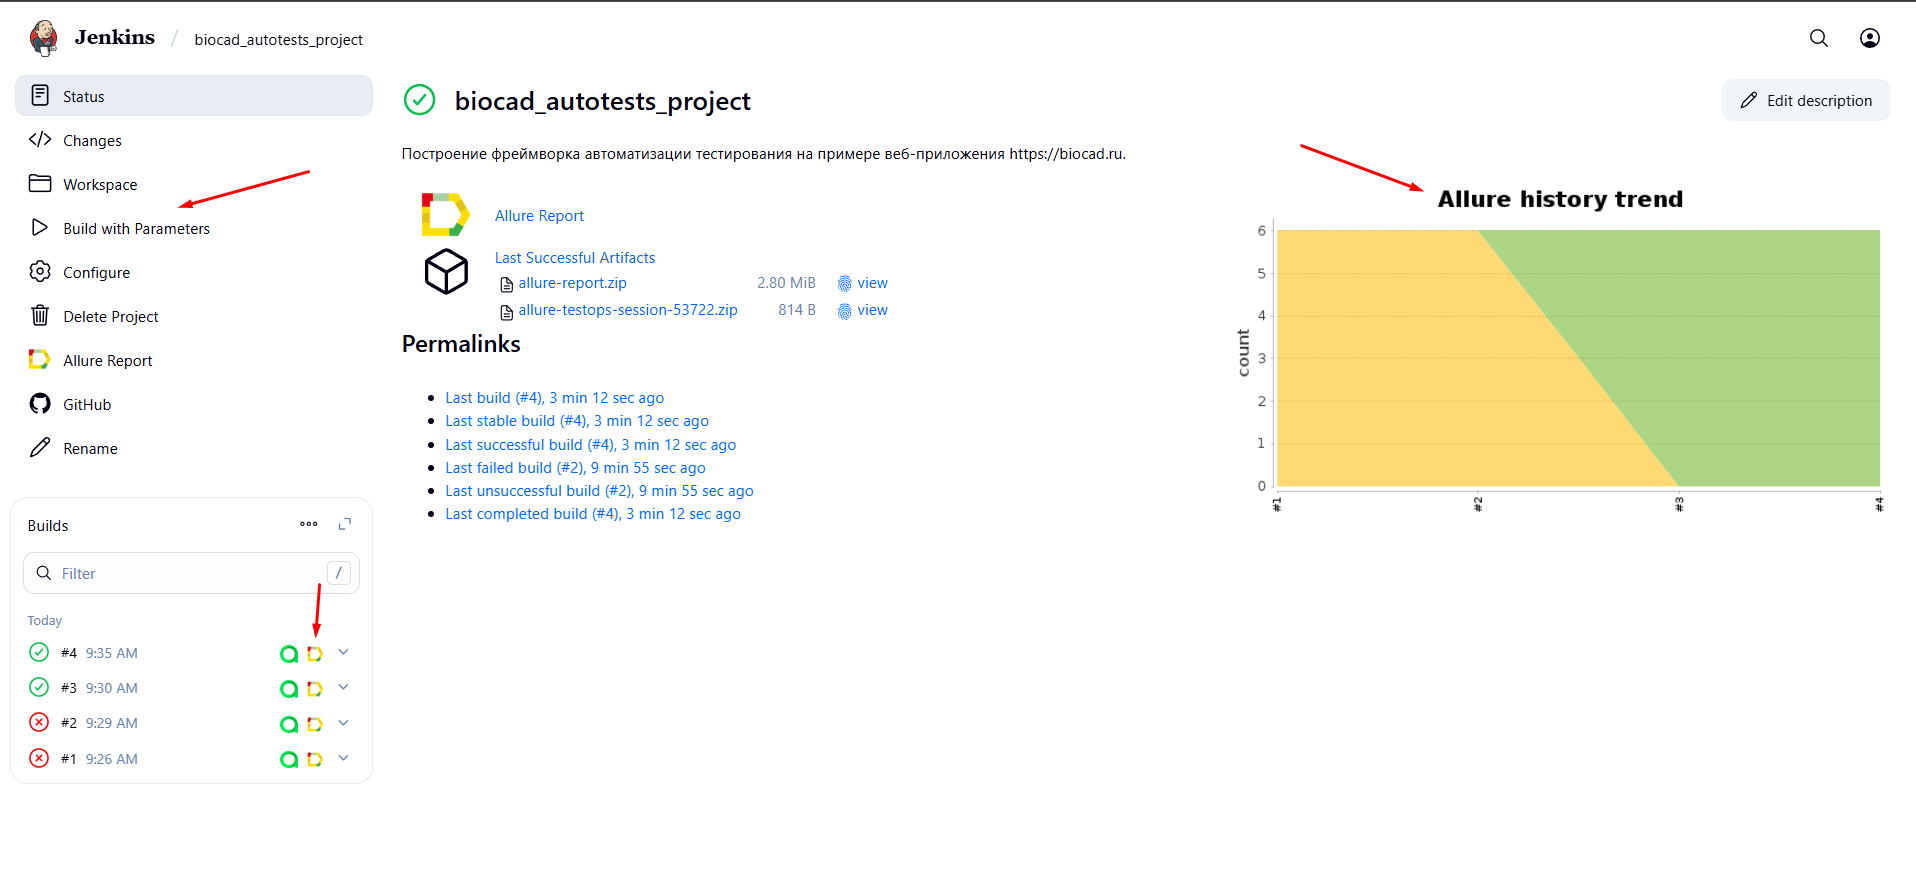 Jenkins / biocad_autotests_project
Status
Changes
Workspace
Build with Parameters
Configure
Delete Project
Allure Report
GitHub
Rename
Builds
Filter /
Today
#4 9:35 AM
#3 9:30 AM
#2 9:29 AM
#1 9:26 AM
biocad_autotests_project
Edit description
Построение фреймворка автоматизации тестирования на примере веб-приложения https://biocad.ru.
Allure Report
Last Successful Artifacts
allure-report.zip 2.80 MiB view
allure-testops-session-53722.zip 814 B view
Permalinks
Last build (#4), 3 min 12 sec ago
Last stable build (#4), 3 min 12 sec ago
Last successful build (#4), 3 min 12 sec ago
Last failed build (#2), 9 min 55 sec ago
Last unsuccessful build (#2), 9 min 55 sec ago
Last completed build (#4), 3 min 12 sec ago
Allure history trend
count
6
5
4
3
2
1
0
#1 #2 #3 #4